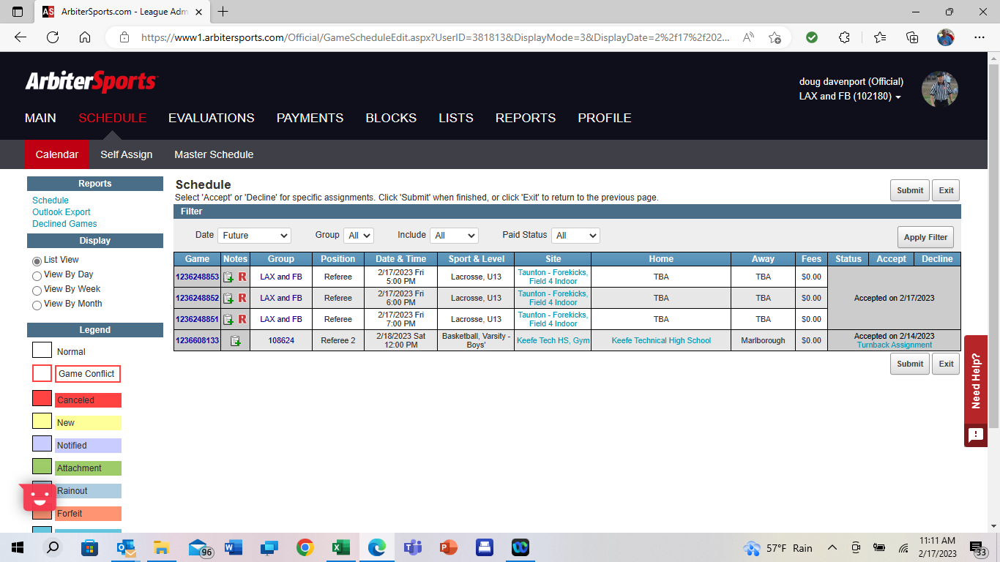 ArbiterSports.com - League Adm
https://www1.arbitersports.com/Official/GameScheduleEdit.aspx?UserID=381813&DisplayMode=3&DisplayDate=2%2f17%2f202...
ArbiterSports
doug davenport (Official)
LAX and FB (102180)
MAIN SCHEDULE EVALUATIONS PAYMENTS BLOCKS LISTS REPORTS PROFILE
Calendar Self Assign Master Schedule
Reports
Schedule
Outlook Export
Declined Games
Display
List View
View By Day
View By Week
View By Month
Legend
Normal
Game Conflict
Canceled
New
Notified
Attachment
Rainout
Forfeit
Schedule
Select 'Accept' or 'Decline' for specific assignments. Click 'Submit' when finished, or click 'Exit' to return to the previous page.
Submit Exit
Filter
Date Future Group All Include All Paid Status All
Apply Filter
Game Notes Group Position Date & Time Sport & Level Site Home Away Fees Status Accept Decline
1236248853 R LAX and FB Referee 2/17/2023 Fri 5:00 PM Lacrosse, U13 Taunton - Forekicks, Field 4 Indoor TBA TBA $0.00
1236248852 R LAX and FB Referee 2/17/2023 Fri 6:00 PM Lacrosse, U13 Taunton - Forekicks, Field 4 Indoor TBA TBA $0.00 Accepted on 2/17/2023
1236248851 R LAX and FB Referee 2/17/2023 Fri 7:00 PM Lacrosse, U13 Taunton - Forekicks, Field 4 Indoor TBA TBA $0.00
1236608133 108624 Referee 2 2/18/2023 Sat 12:00 PM Basketball, Varsity - Boys' Keefe Tech HS, Gym Keefe Technical High School Marlborough $0.00 Accepted on 2/14/2023 Turnback Assignment
Submit Exit
Need Help?
96
57°F Rain
11:11 AM
2/17/2023
33